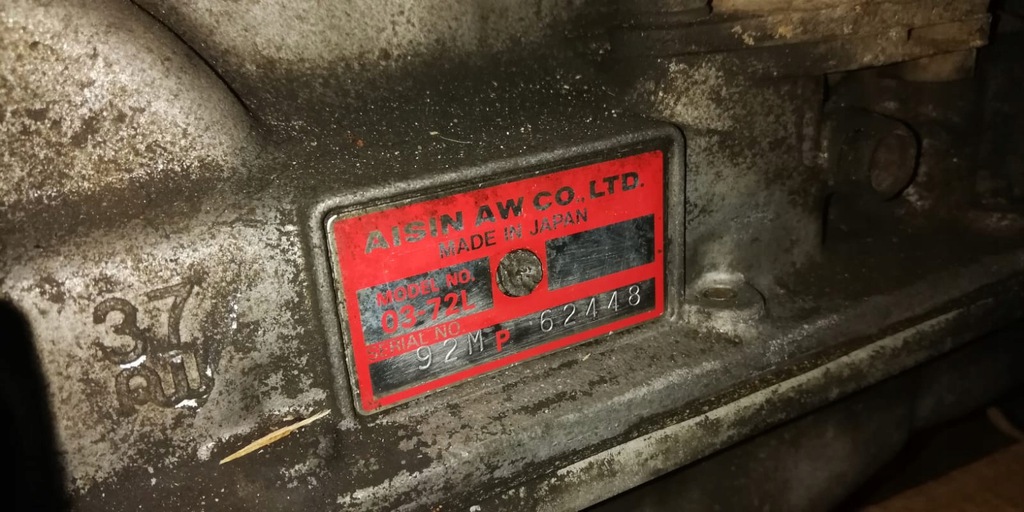 AISIN AW CO., LTD.
MADE IN JAPAN
MODEL NO.
03-72L
SERIAL NO.
92MP 62448
37